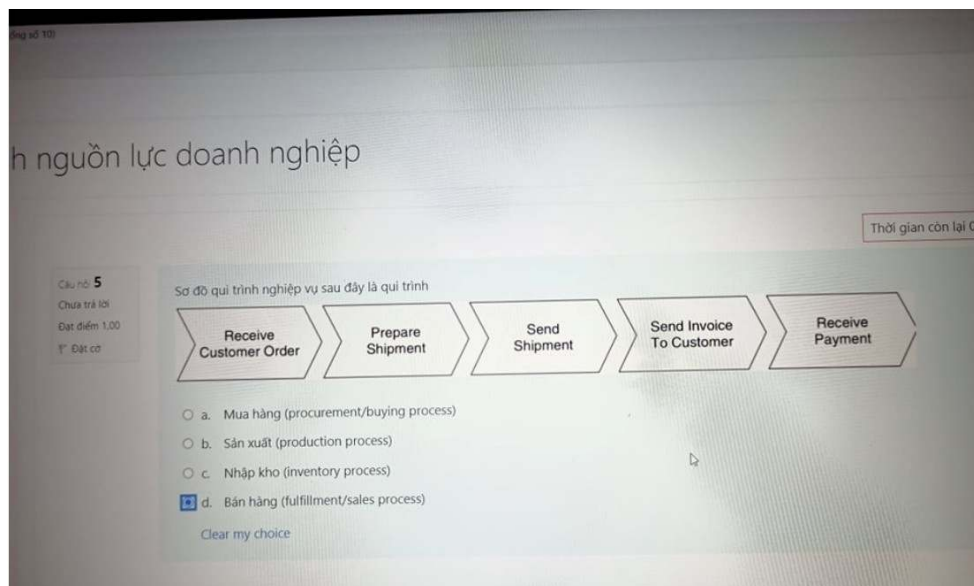 ống số 10)
h nguồn lực doanh nghiệp
Thời gian còn lại
Câu hỏi 5
Chưa trả lời
Đạt điểm 1,00
Đặt cờ
Sơ đồ qui trình nghiệp vụ sau đây là qui trình
Receive
Customer Order
Prepare
Shipment
Send
Shipment
Send Invoice
To Customer
Receive
Payment
a. Mua hàng (procurement/buying process)
b. Sản xuất (production process)
c. Nhập kho (inventory process)
d. Bán hàng (fulfillment/sales process)
Clear my choice